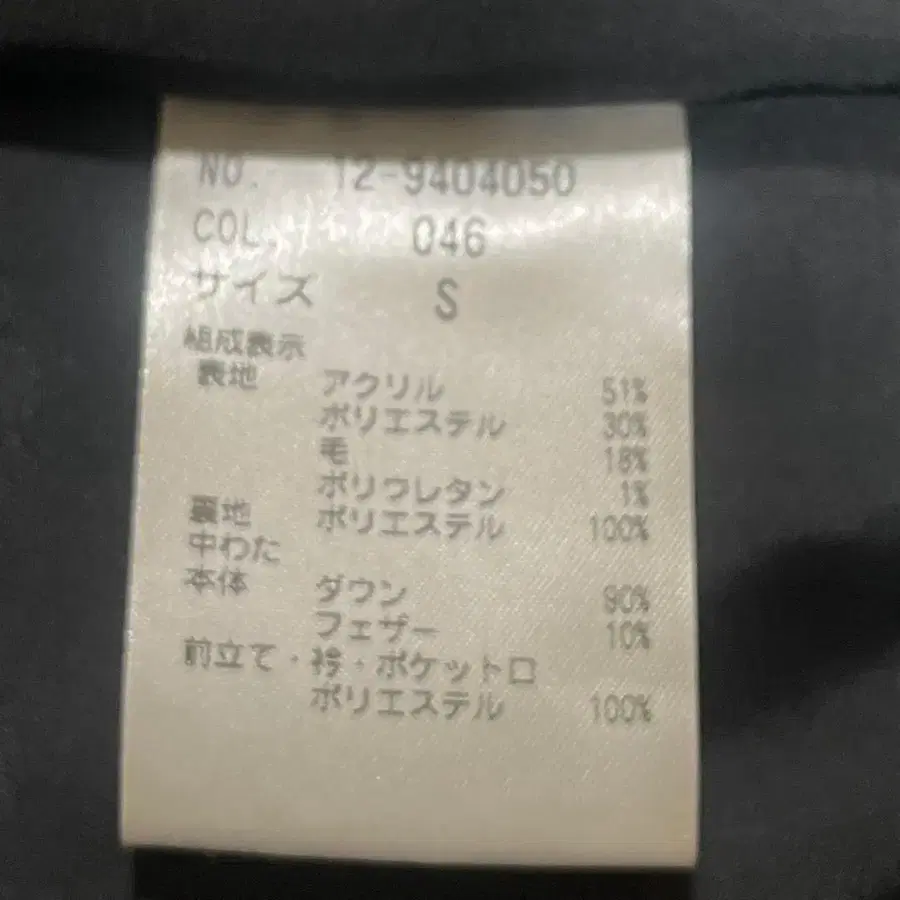 NO. 12-9404050
COL. 046
サイズ S
組成表示
表地 アクリル 51%
ポリエステル 30%
毛 18%
ポリウレタン 1%
裏地 ポリエステル 100%
中わた
本体 ダウン 90%
フェザー 10%
前立て・衿・ポケット口
ポリエステル 100%